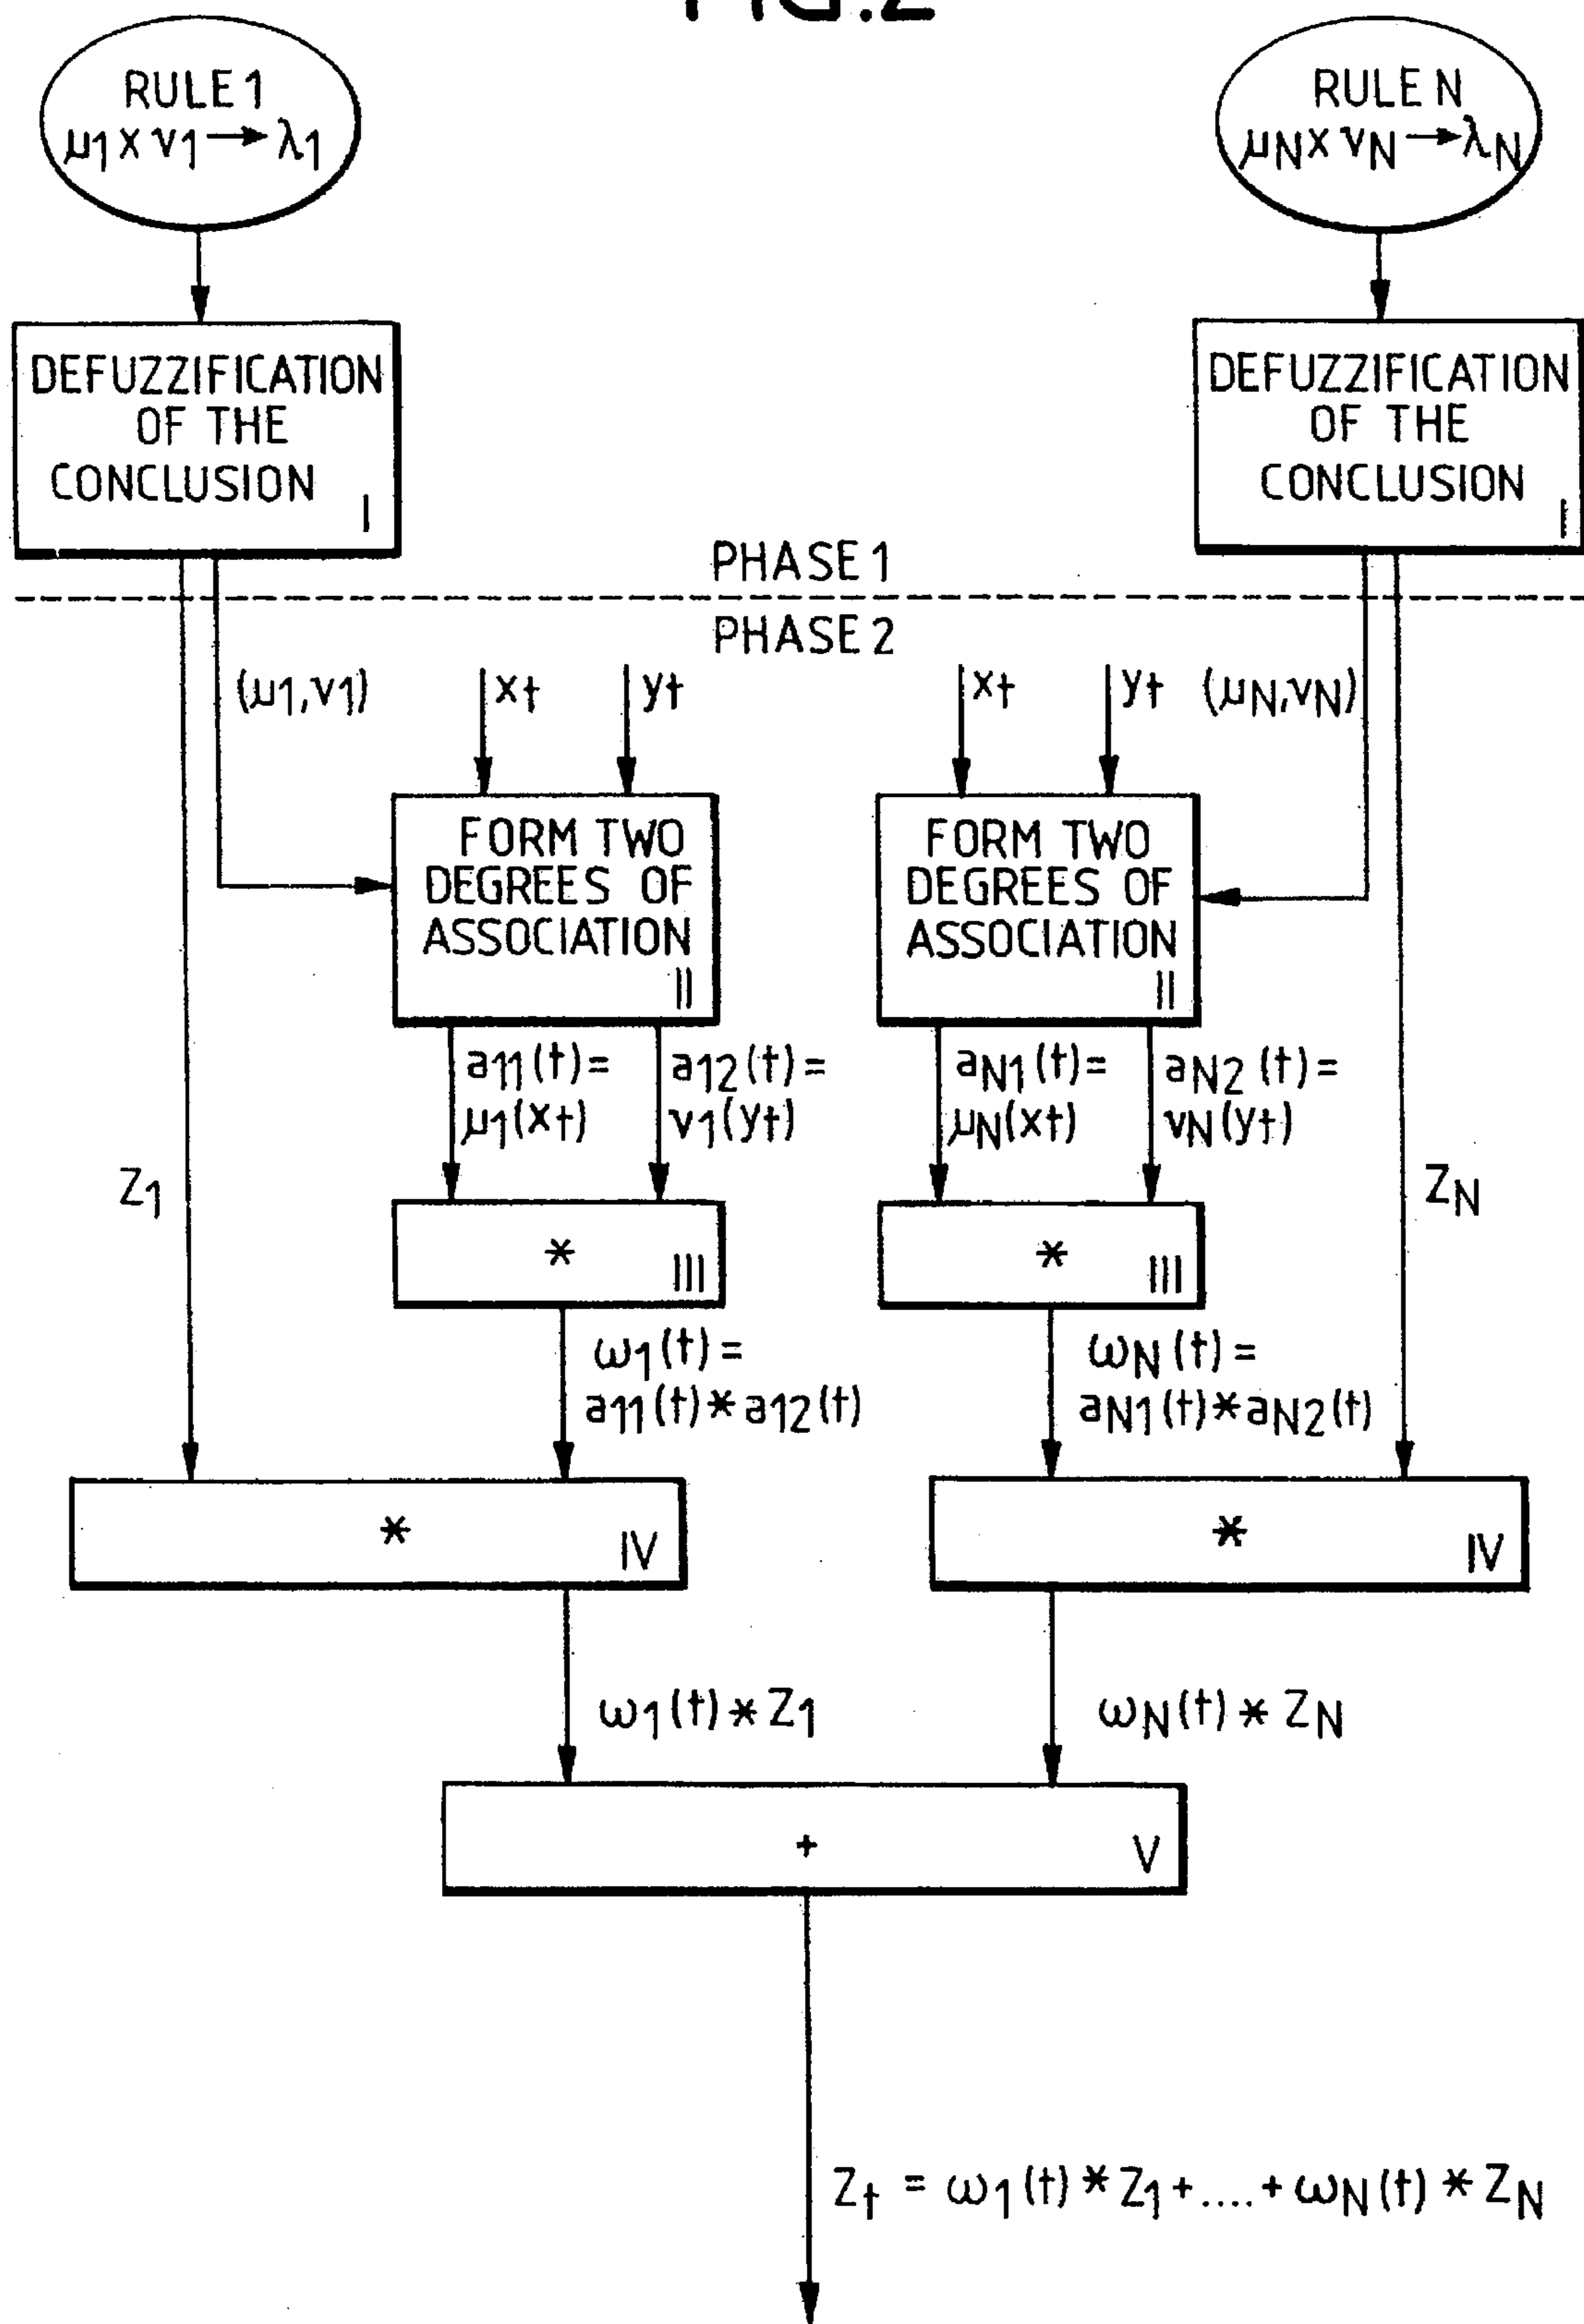 FIG.2
RULE 1
μ1 x ν1 → λ1
RULE N
μN x νN → λN
DEFUZZIFICATION
OF THE
CONCLUSION
I
DEFUZZIFICATION
OF THE
CONCLUSION
I
PHASE 1
PHASE 2
(μ1,ν1)
xt
yt
xt
yt
(μN,νN)
FORM TWO
DEGREES OF
ASSOCIATION
II
FORM TWO
DEGREES OF
ASSOCIATION
II
a11(t)=
μ1(xt)
a12(t)=
ν1(yt)
aN1(t)=
μN(xt)
aN2(t)=
νN(yt)
Z1
ZN
*
III
*
III
ω1(t)=
a11(t)*a12(t)
ωN(t)=
aN1(t)*aN2(t)
*
IV
*
IV
ω1(t)*Z1
ωN(t)*ZN
+
V
Zt = ω1(t)*Z1+....+ωN(t)*ZN